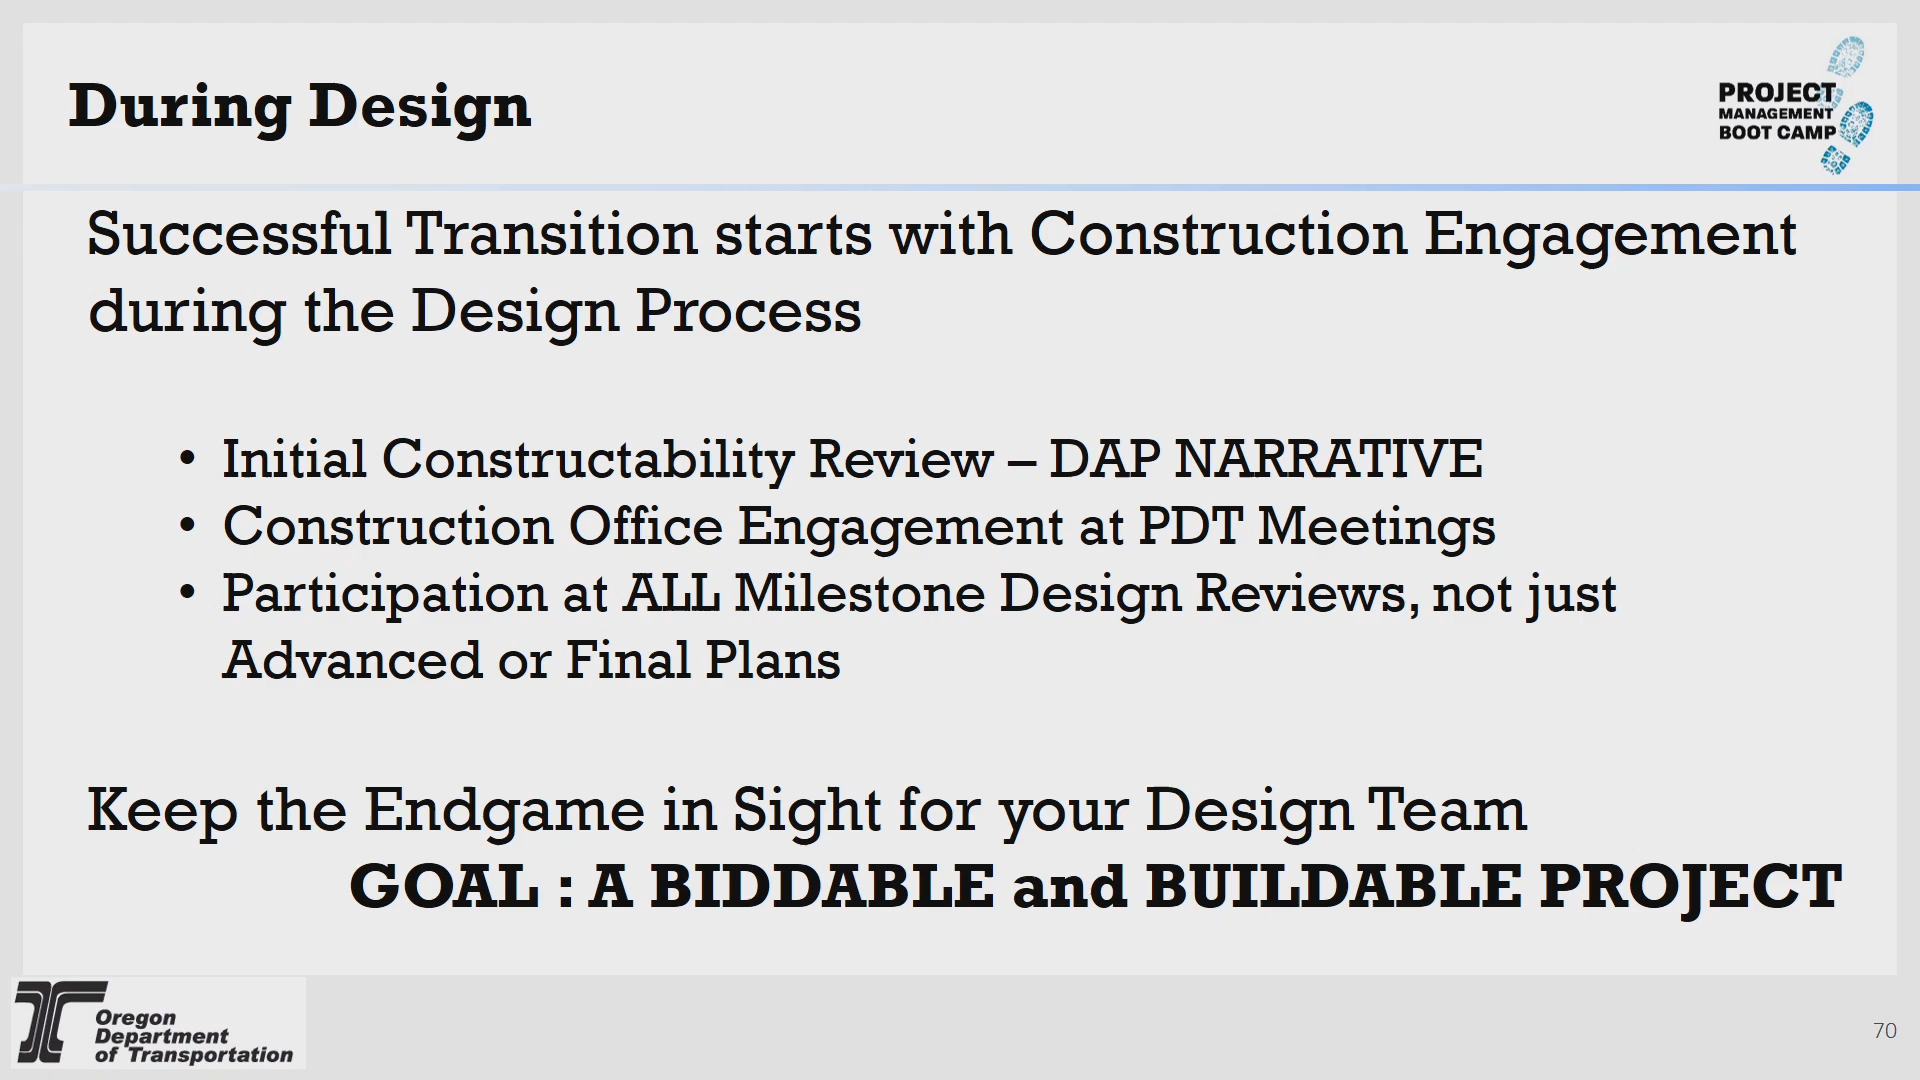 During Design
PROJECT
MANAGEMENT
BOOT CAMP
Successful Transition starts with Construction Engagement
during the Design Process
• Initial Constructability Review – DAP NARRATIVE
• Construction Office Engagement at PDT Meetings
• Participation at ALL Milestone Design Reviews, not just
Advanced or Final Plans
Keep the Endgame in Sight for your Design Team
GOAL : A BIDDABLE and BUILDABLE PROJECT
Oregon
Department
of Transportation
70